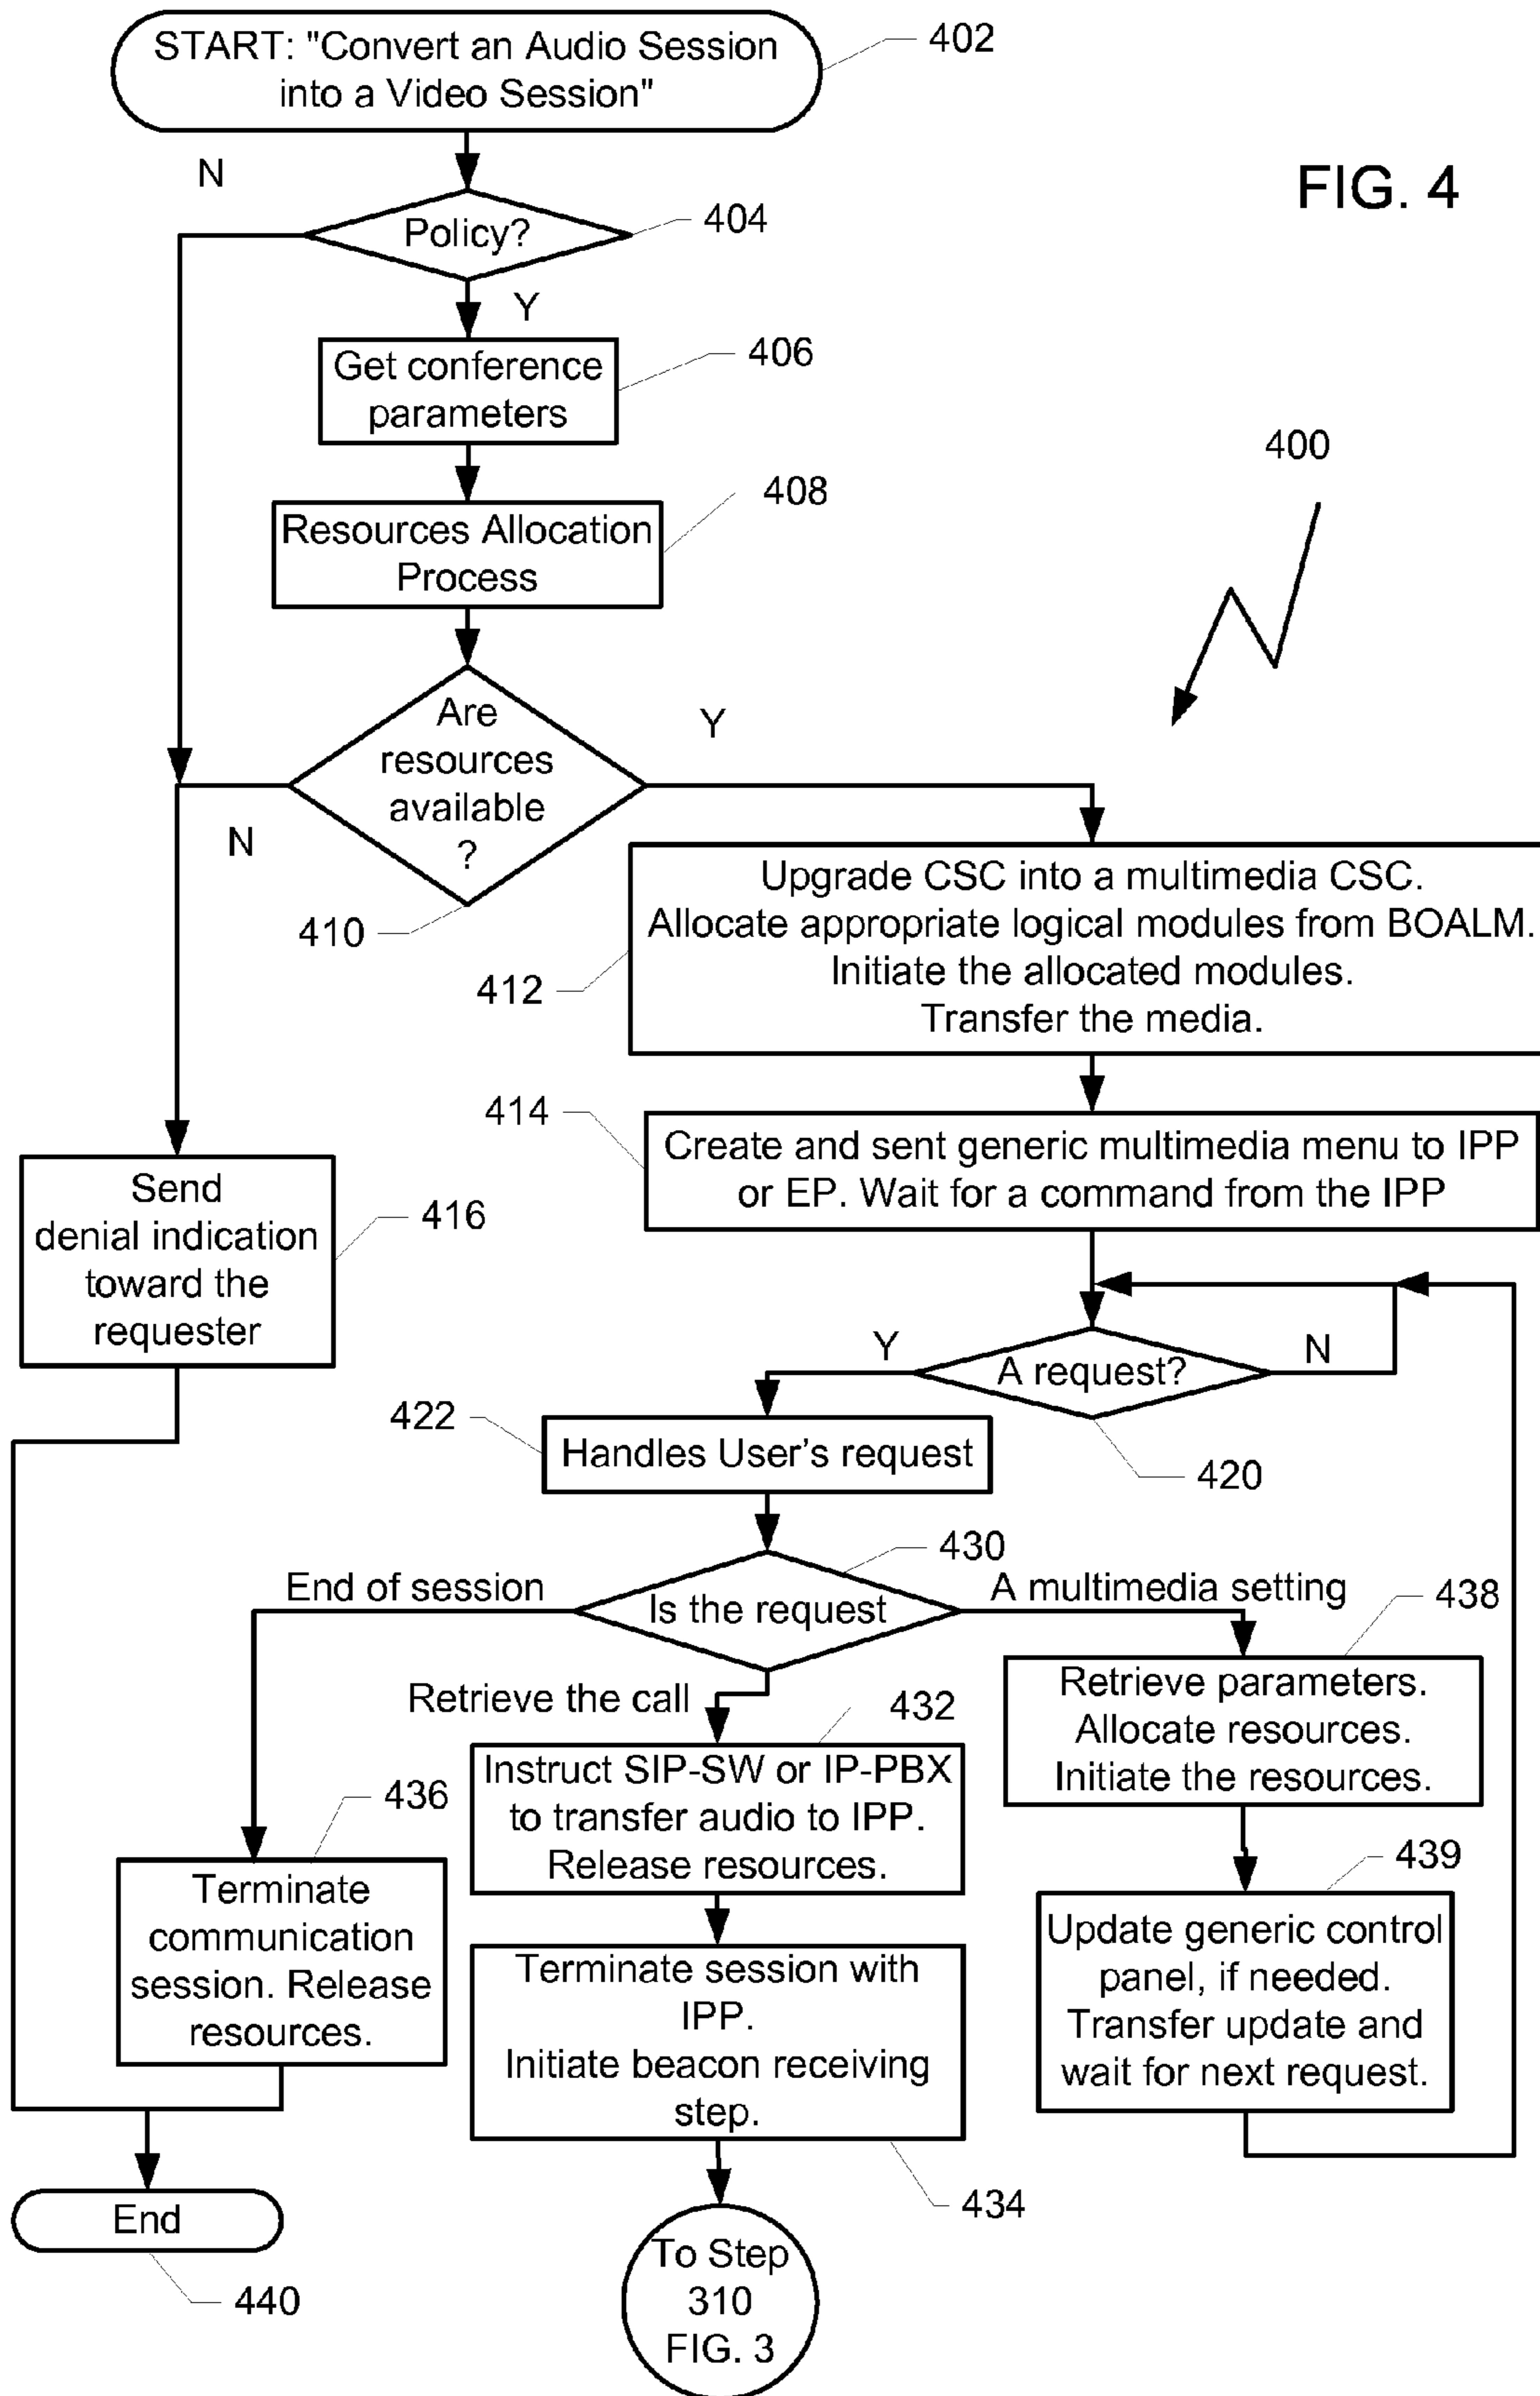 START: "Convert an Audio Session
into a Video Session"
402
FIG. 4
N
Policy?
404
Y
Get conference
parameters
406
400
Resources Allocation
Process
408
Are
resources
available
?
Y
N
410
Upgrade CSC into a multimedia CSC.
Allocate appropriate logical modules from BOALM.
Initiate the allocated modules.
Transfer the media.
412
414
Create and sent generic multimedia menu to IPP
or EP. Wait for a command from the IPP
Send
denial indication
toward the
requester
416
Y
A request?
N
420
422
Handles User's request
430
End of session
Is the request
A multimedia setting
438
Retrieve the call
432
Retrieve parameters.
Allocate resources.
Initiate the resources.
Instruct SIP-SW or IP-PBX
to transfer audio to IPP.
Release resources.
436
439
Terminate
communication
session. Release
resources.
Terminate session with
IPP.
Initiate beacon receiving
step.
Update generic control
panel, if needed.
Transfer update and
wait for next request.
434
End
440
To Step
310
FIG. 3